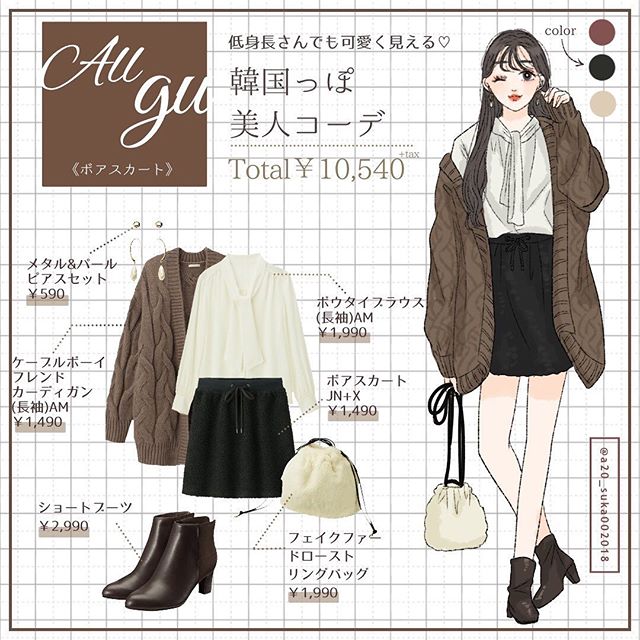 All
gu
《ボアスカート》
低身長さんでも可愛く見える♡
韓国っぽ
美人コーデ
Total￥10,540+tax
color
メタル&パール
ピアスセット
￥590
ケーブルボーイ
フレンド
カーディガン
(長袖)AM
￥1,490
ボウタイブラウス
(長袖)AM
￥1,990
ボアスカート
JN+X
￥1,490
ショートブーツ
￥2,990
フェイクファー
ドロースト
リングバッグ
￥1,990
@a20_suka002018